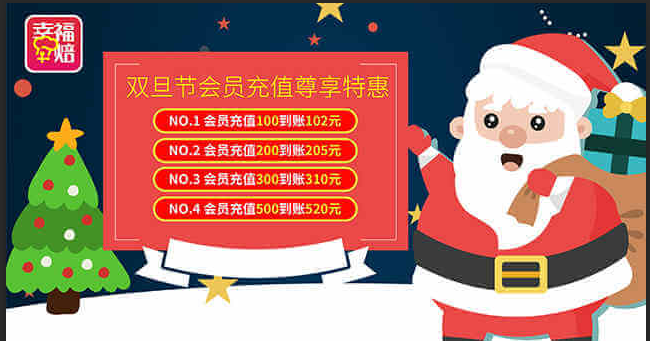 幸福
焙
双旦节会员充值尊享特惠
NO.1 会员充值100到账102元
NO.2 会员充值200到账205元
NO.3 会员充值300到账310元
NO.4 会员充值500到账520元